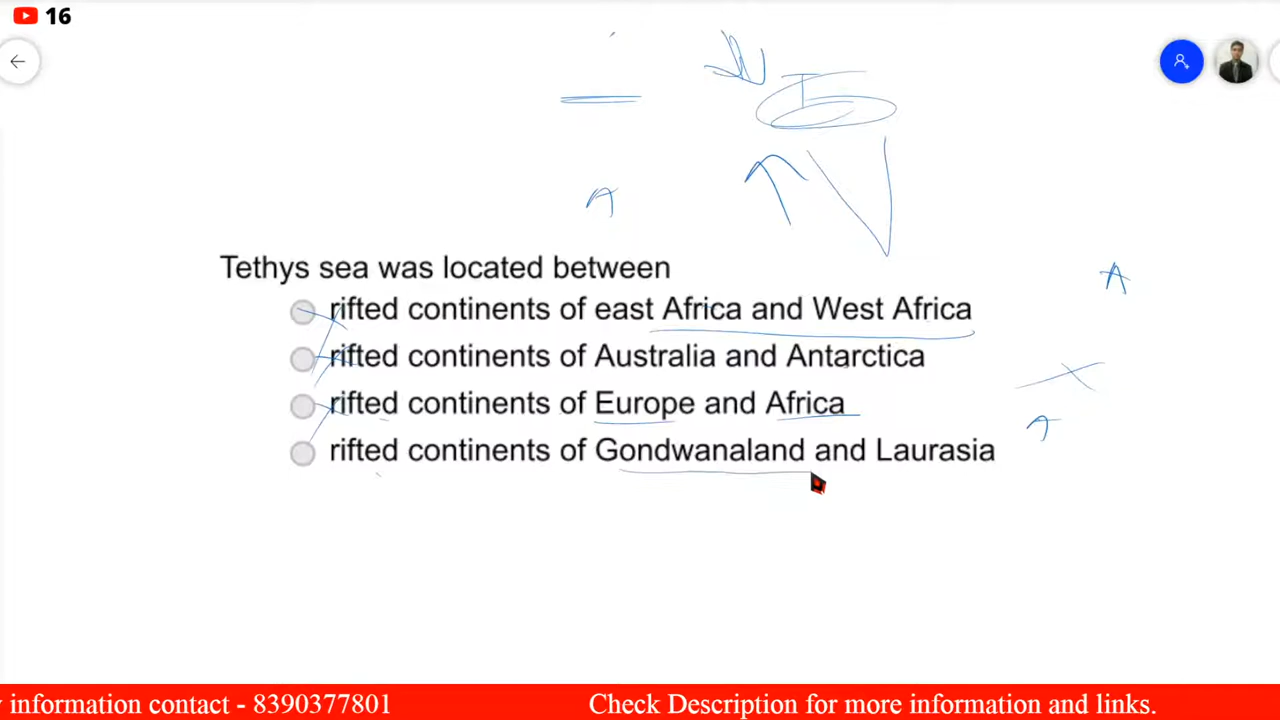 16
Tethys sea was located between
rifted continents of east Africa and West Africa
rifted continents of Australia and Antarctica
rifted continents of Europe and Africa
rifted continents of Gondwanaland and Laurasia
A
A
A
information contact - 8390377801 Check Description for more information and links.